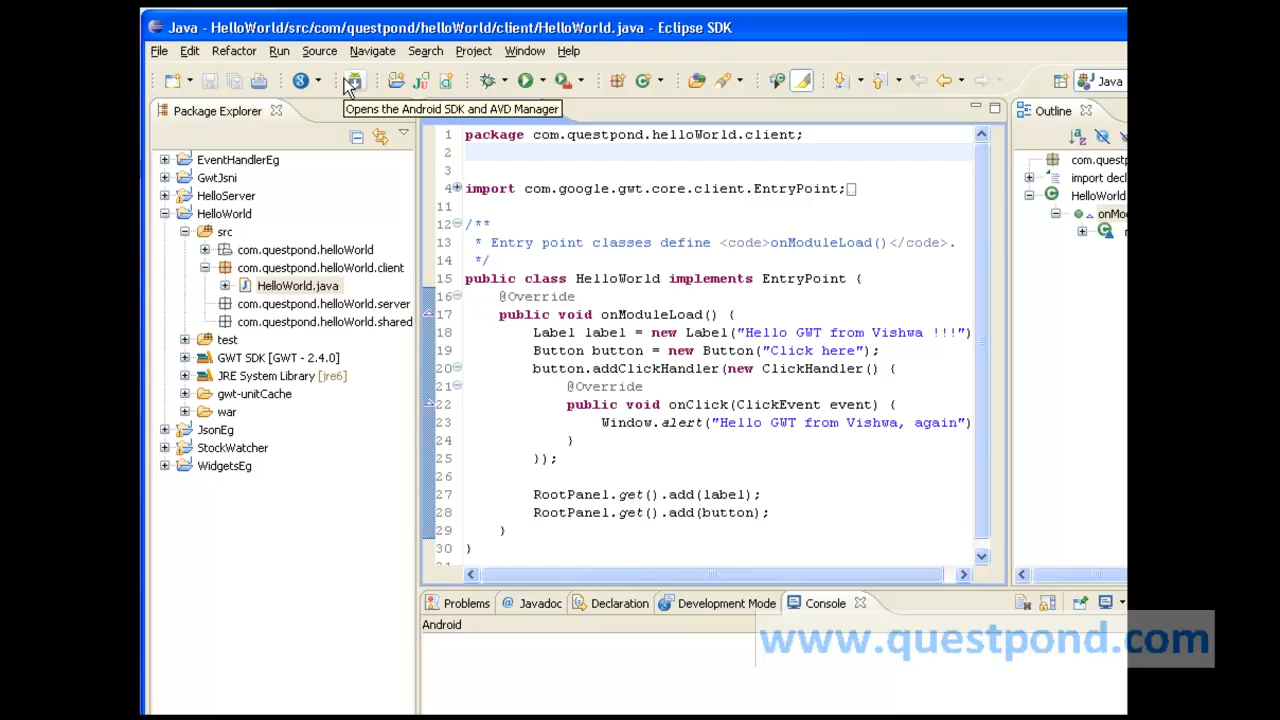 Java - HelloWorld/src/com/questpond/helloWorld/client/HelloWorld.java - Eclipse SDK
File Edit Refactor Run Source Navigate Search Project Window Help
Java
Opens the Android SDK and AVD Manager
Package Explorer
Outline
EventHandlerEg
GwtJsni
HelloServer
HelloWorld
src
com.questpond.helloWorld
com.questpond.helloWorld.client
HelloWorld.java
com.questpond.helloWorld.server
com.questpond.helloWorld.shared
test
GWT SDK [GWT - 2.4.0]
JRE System Library [jre6]
gwt-unitCache
war
JsonEg
StockWatcher
WidgetsEg
1 package com.questpond.helloWorld.client;
2
3
4 import com.google.gwt.core.client.EntryPoint;
11
12 /**
13 * Entry point classes define <code>onModuleLoad()</code>.
14 */
15 public class HelloWorld implements EntryPoint {
16 @Override
17 public void onModuleLoad() {
18 Label label = new Label("Hello GWT from Vishwa !!!")
19 Button button = new Button("Click here");
20 button.addClickHandler(new ClickHandler() {
21 @Override
22 public void onClick(ClickEvent event) {
23 Window.alert("Hello GWT from Vishwa, again")
24 }
25 });
26
27 RootPanel.get().add(label);
28 RootPanel.get().add(button);
29 }
30 }
com.questp
import decl
HelloWorld
onMo
Problems Javadoc Declaration Development Mode Console
Android
www.questpond.com